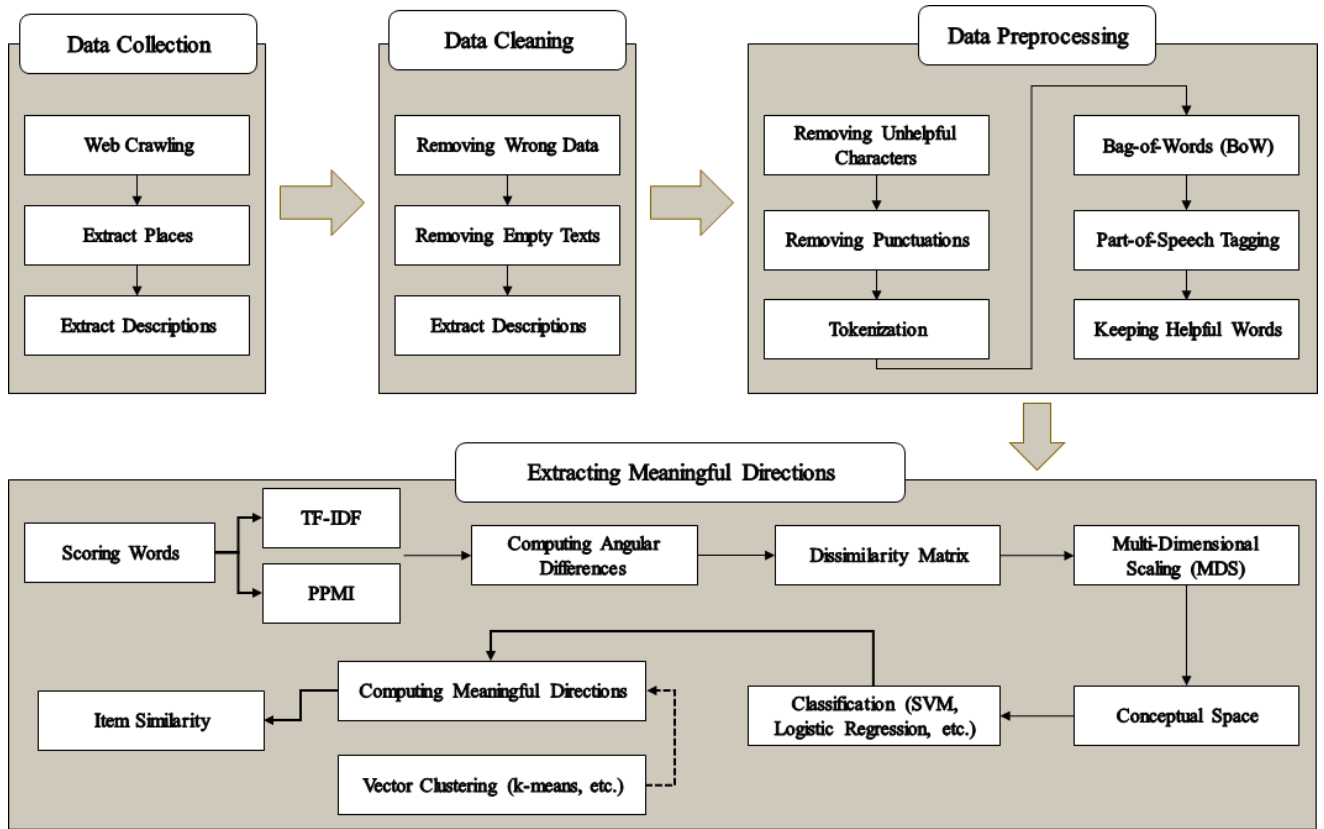 Data Collection
Web Crawling
Extract Places
Extract Descriptions
Data Cleaning
Removing Wrong Data
Removing Empty Texts
Extract Descriptions
Data Preprocessing
Removing Unhelpful
Characters
Removing Punctuations
Tokenization
Bag-of-Words (BoW)
Part-of-Speech Tagging
Keeping Helpful Words
Extracting Meaningful Directions
Scoring Words
TF-IDF
PPMI
Computing Angular
Differences
Dissimilarity Matrix
Multi-Dimensional
Scaling (MDS)
Conceptual Space
Classification (SVM,
Logistic Regression, etc.)
Computing Meaningful Directions
Vector Clustering (k-means, etc.)
Item Similarity